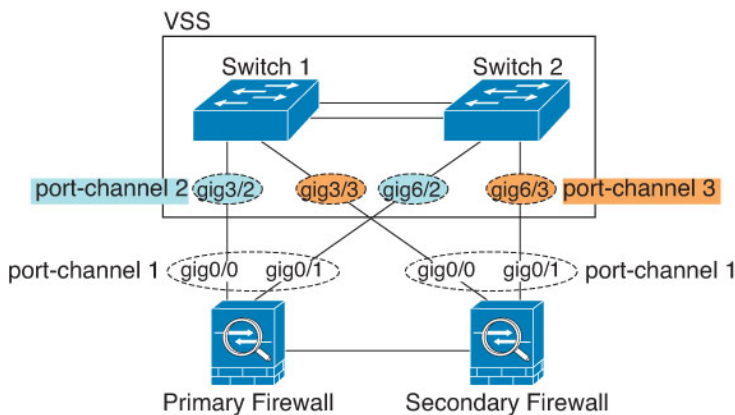 VSS
Switch 1 Switch 2
port-channel 2 gig3/2 gig3/3 gig6/2 gig6/3 port-channel 3
port-channel 1 gig0/0 gig0/1 gig0/0 gig0/1 port-channel 1
Primary Firewall Secondary Firewall